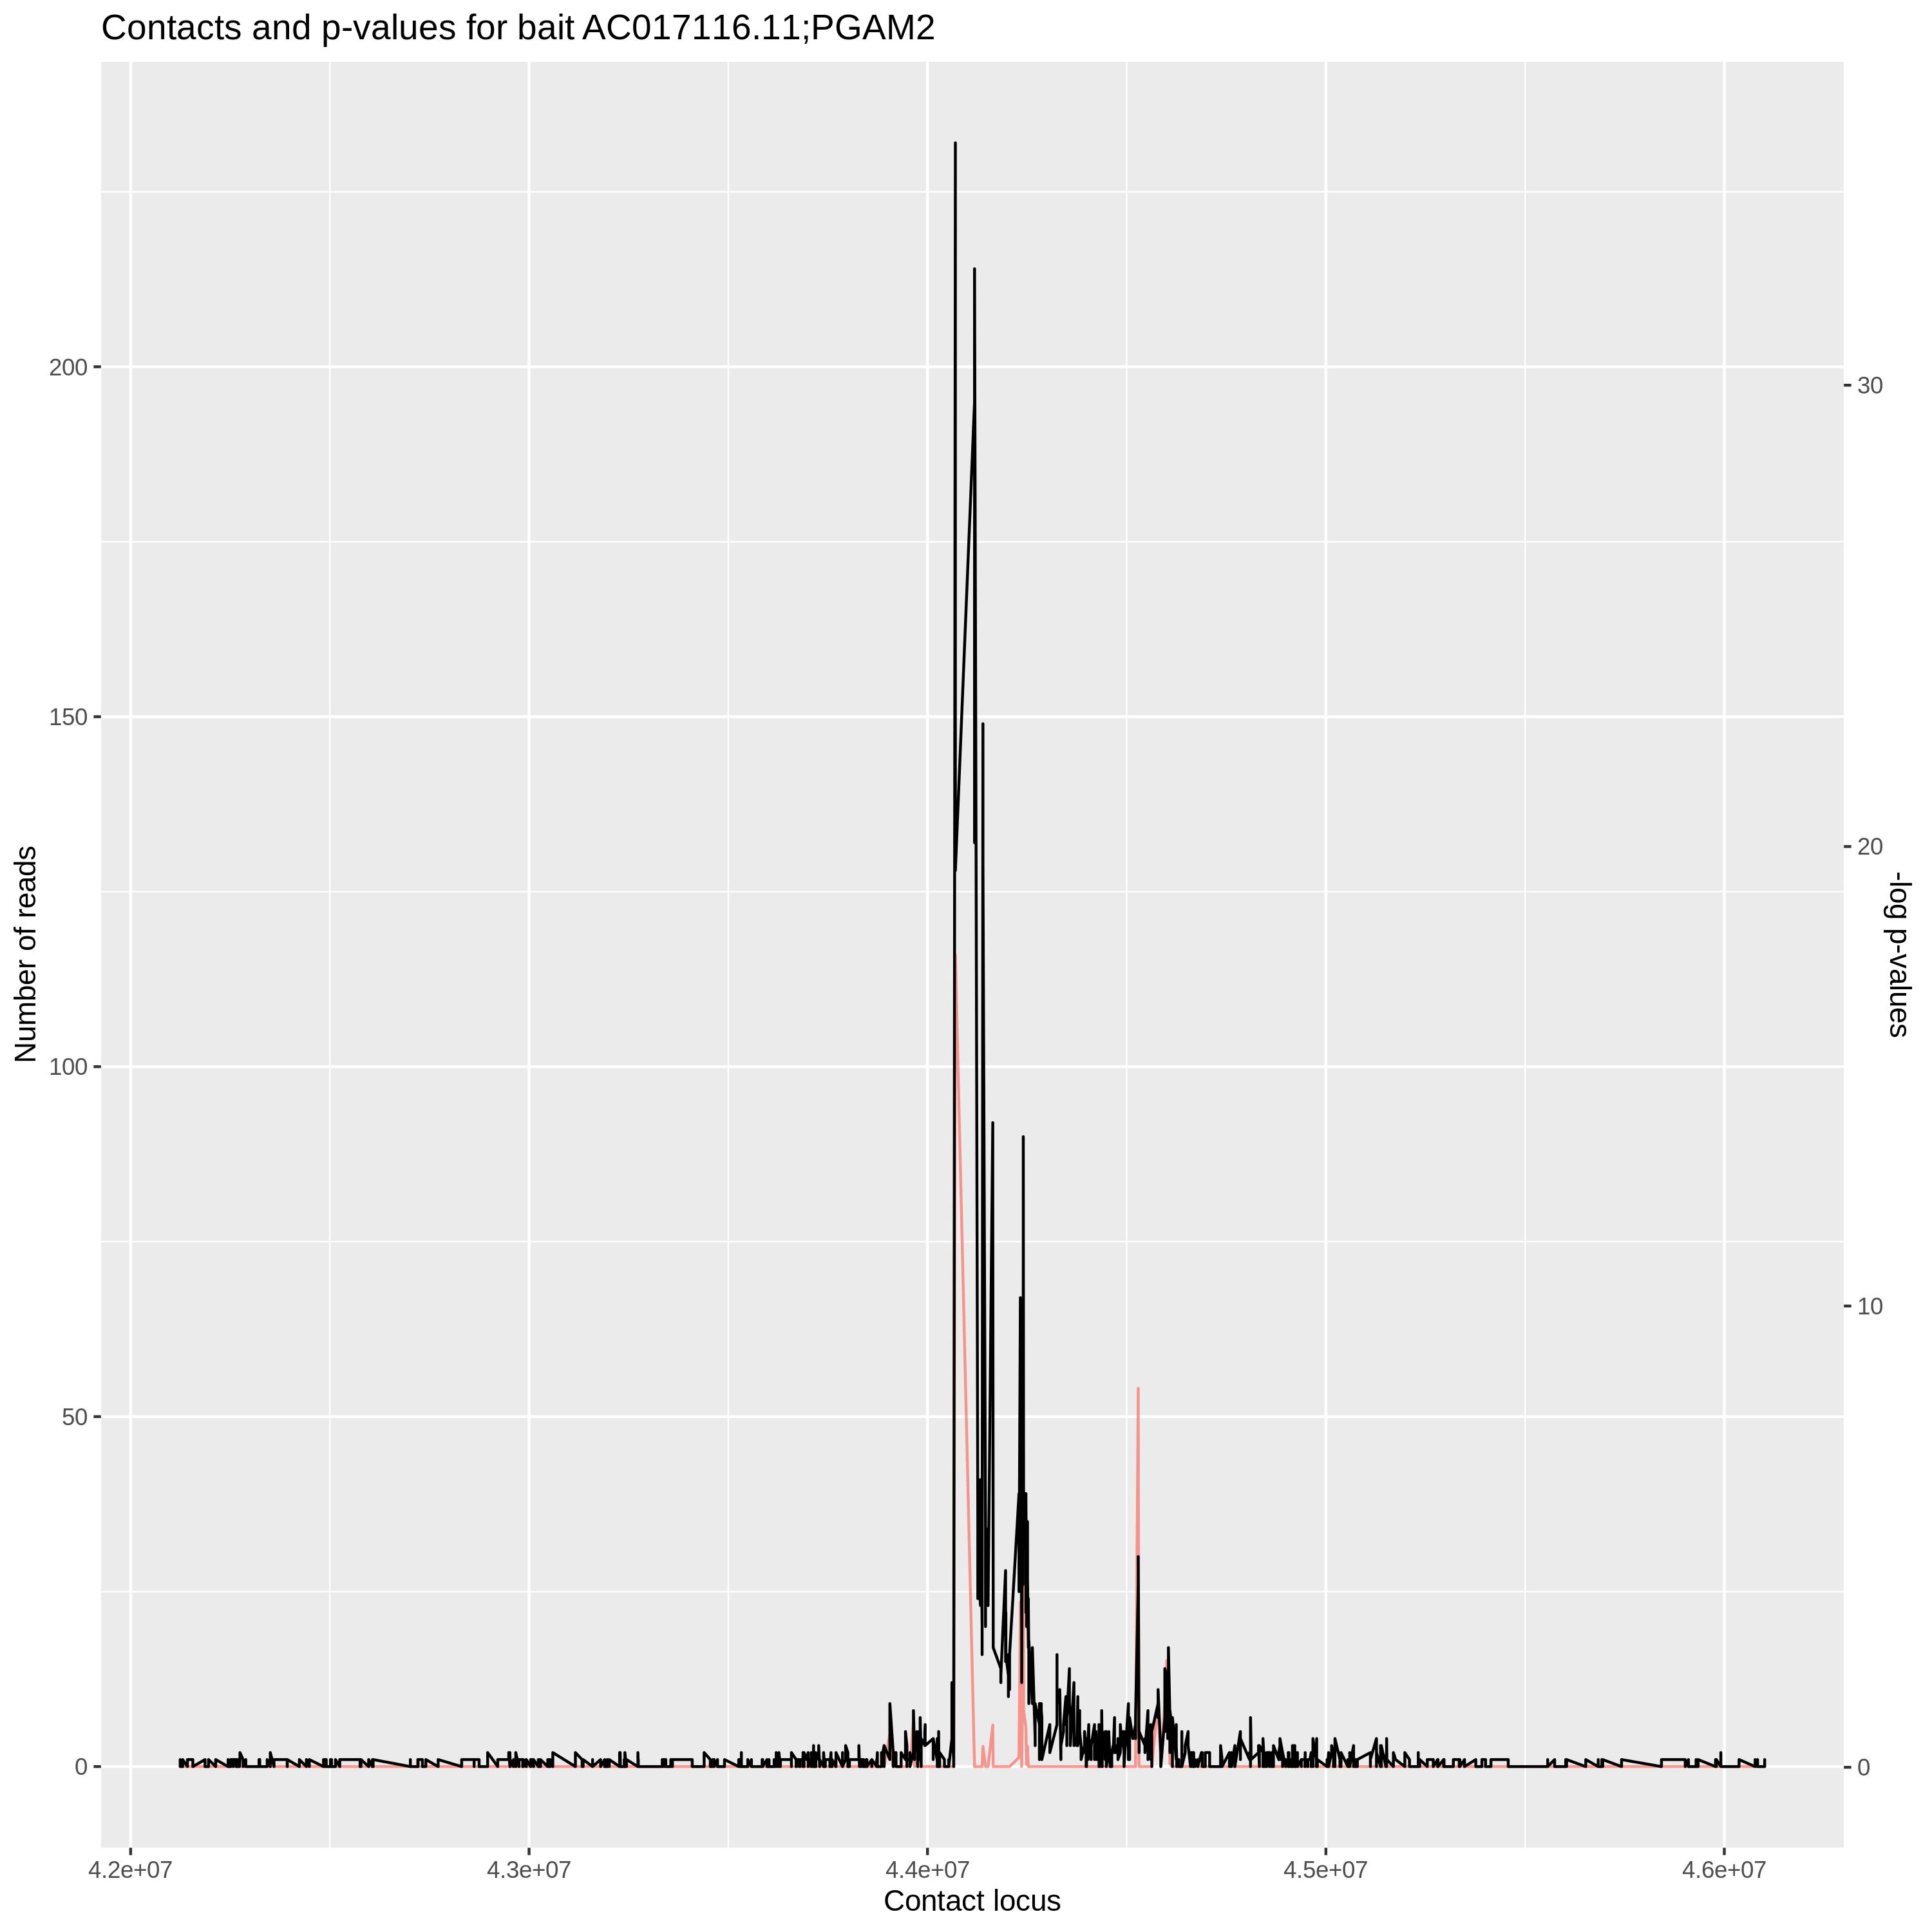 Contacts and p-values for bait AC017116.11;PGAM2
Number of reads
200
150
100
50
0
30
20
10
0
-log p-values
4.2e+07 4.3e+07 4.4e+07 4.5e+07 4.6e+07
Contact locus